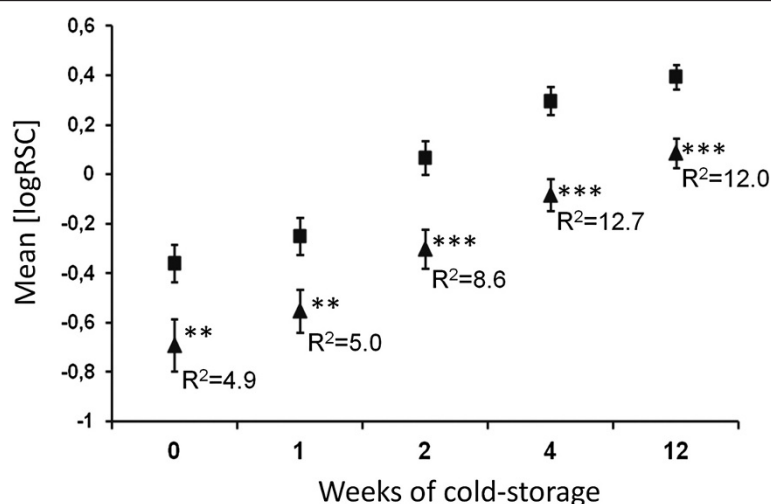 0,6
0,4
0,2
0
-0,2
-0,4
-0,6
-0,8
-1
Mean [logRSC]
**
R²=4.9
**
R²=5.0
***
R²=8.6
***
R²=12.7
***
R²=12.0
0 1 2 4 12
Weeks of cold-storage